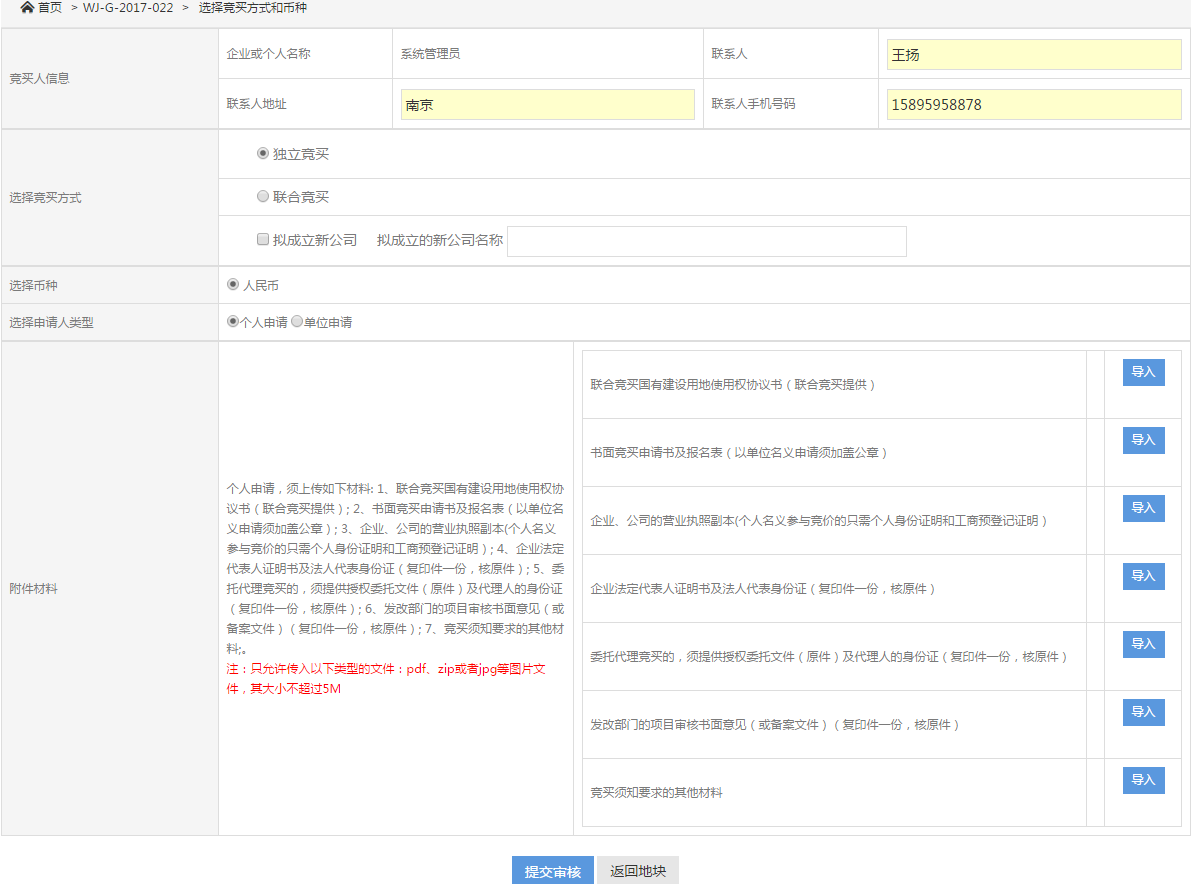 首页 > WJ-G-2017-022 > 选择竞买方式和币种
竞买人信息
企业或个人名称 系统管理员 联系人 王扬
联系人地址 南京 联系人手机号码 15895958878
选择竞买方式
独立竞买
联合竞买
拟成立新公司 拟成立的新公司名称
选择币种 人民币
选择申请人类型 个人申请 单位申请
附件材料
个人申请，须上传如下材料: 1、联合竞买国有建设用地使用权协
议书（联合竞买提供）; 2、书面竞买申请书及报名表（以单位名
义申请须加盖公章）; 3、企业、公司的营业执照副本(个人名义
参与竞价的只需个人身份证明和工商预登记证明）; 4、企业法定
代表人证明书及法人代表身份证（复印件一份，核原件）; 5、委
托代理竞买的，须提供授权委托文件（原件）及代理人的身份证
（复印件一份，核原件）; 6、发改部门的项目审核书面意见（或
备案文件）（复印件一份，核原件）; 7、竞买须知要求的其他材
料;。
注：只允许传入以下类型的文件：pdf、zip或者jpg等图片文
件，其大小不超过5M
联合竞买国有建设用地使用权协议书（联合竞买提供） 导入
书面竞买申请书及报名表（以单位名义申请须加盖公章） 导入
企业、公司的营业执照副本(个人名义参与竞价的只需个人身份证明和工商预登记证明） 导入
企业法定代表人证明书及法人代表身份证（复印件一份，核原件） 导入
委托代理竞买的，须提供授权委托文件（原件）及代理人的身份证（复印件一份，核原件） 导入
发改部门的项目审核书面意见（或备案文件）（复印件一份，核原件） 导入
竞买须知要求的其他材料 导入
提交审核 返回地块